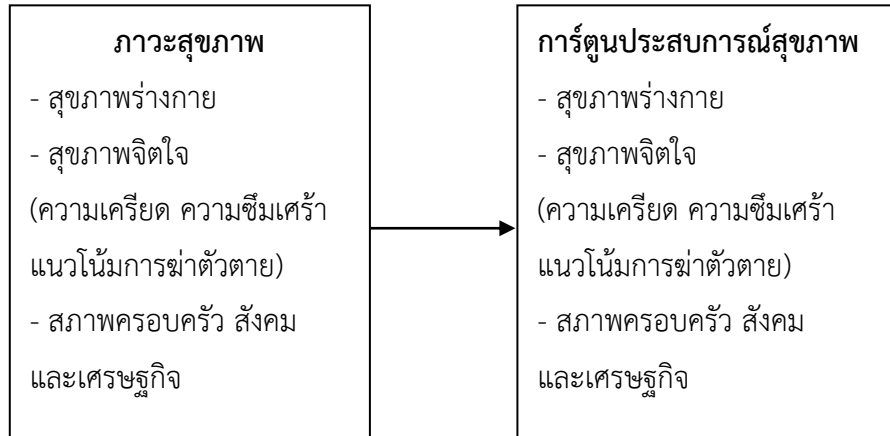 ภาวะสุขภาพ
- สุขภาพร่างกาย
- สุขภาพจิตใจ
(ความเครียด ความซึมเศร้า
แนวโน้มการฆ่าตัวตาย)
- สภาพครอบครัว สังคม
และเศรษฐกิจ
การ์ตูนประสบการณ์สุขภาพ
- สุขภาพร่างกาย
- สุขภาพจิตใจ
(ความเครียด ความซึมเศร้า
แนวโน้มการฆ่าตัวตาย)
- สภาพครอบครัว สังคม
และเศรษฐกิจ